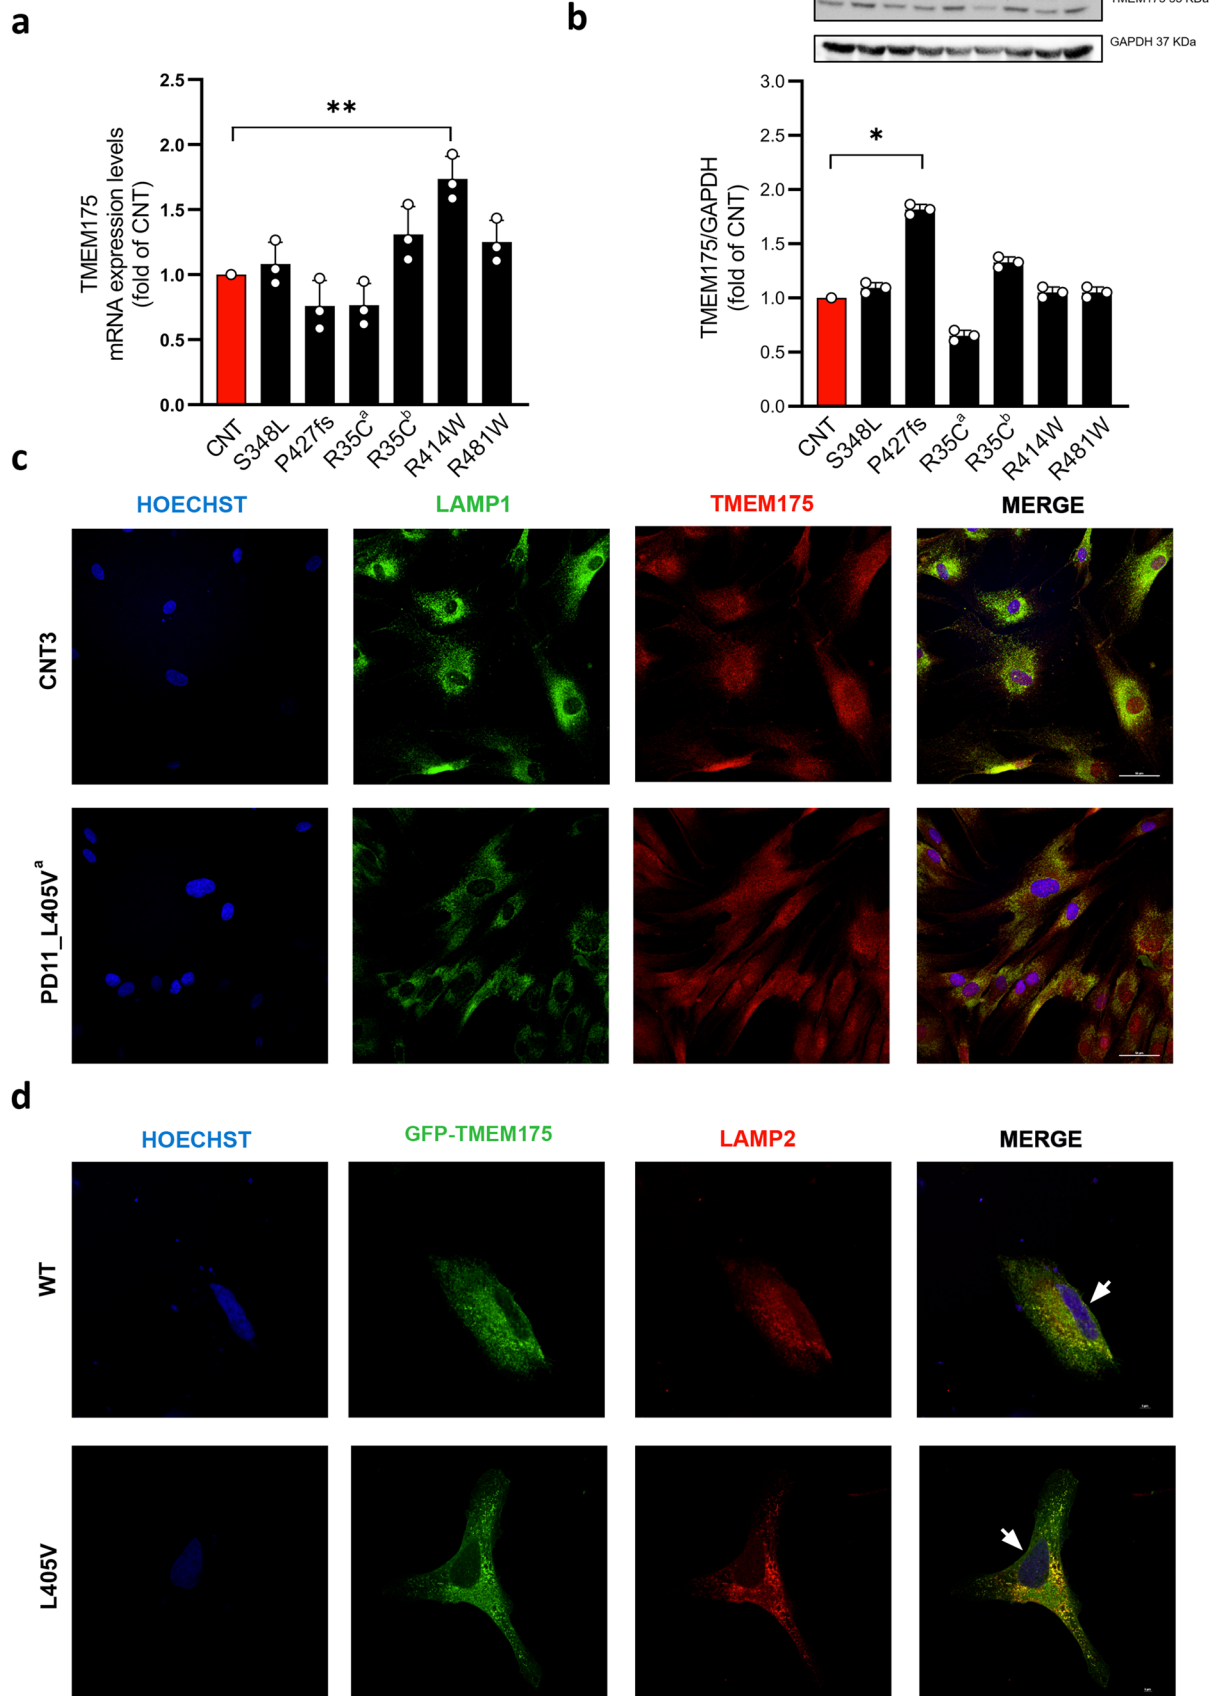 a
b
TMEM175 55 KDa
GAPDH 37 KDa
TMEM175
mRNA expression levels
(fold of CNT)
2.5
2.0
1.5
1.0
0.5
0.0
**
CNT
S348L
P427fs
R35Cᵃ
R35Cᵇ
R414W
R481W
TMEM175/GAPDH
(fold of CNT)
3.0
2.5
2.0
1.5
1.0
0.5
0.0
*
CNT
S348L
P427fs
R35Cᵃ
R35Cᵇ
R414W
R481W
c
HOECHST
LAMP1
TMEM175
MERGE
CNT3
PD11_L405Vᵃ
d
HOECHST
GFP-TMEM175
LAMP2
MERGE
WT
L405V